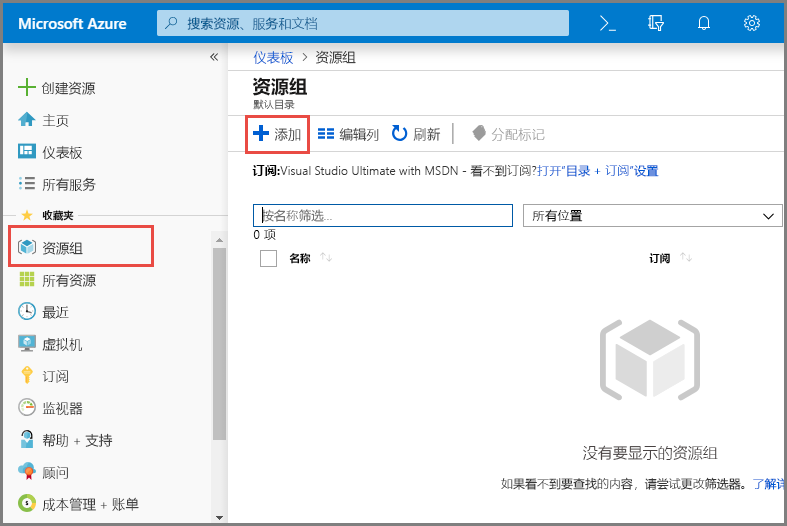 Microsoft Azure
搜索资源、服务和文档
«
创建资源
主页
仪表板
所有服务
收藏夹
资源组
所有资源
最近
虚拟机
订阅
监视器
帮助 + 支持
顾问
成本管理 + 账单
仪表板 > 资源组
资源组
默认目录
添加 编辑列 刷新 分配标记
订阅:Visual Studio Ultimate with MSDN - 看不到订阅?打开“目录 + 订阅”设置
按名称筛选... 所有位置
0 项
名称 订阅
没有要显示的资源组
如果看不到要查找的内容，请尝试更改筛选器。了解详